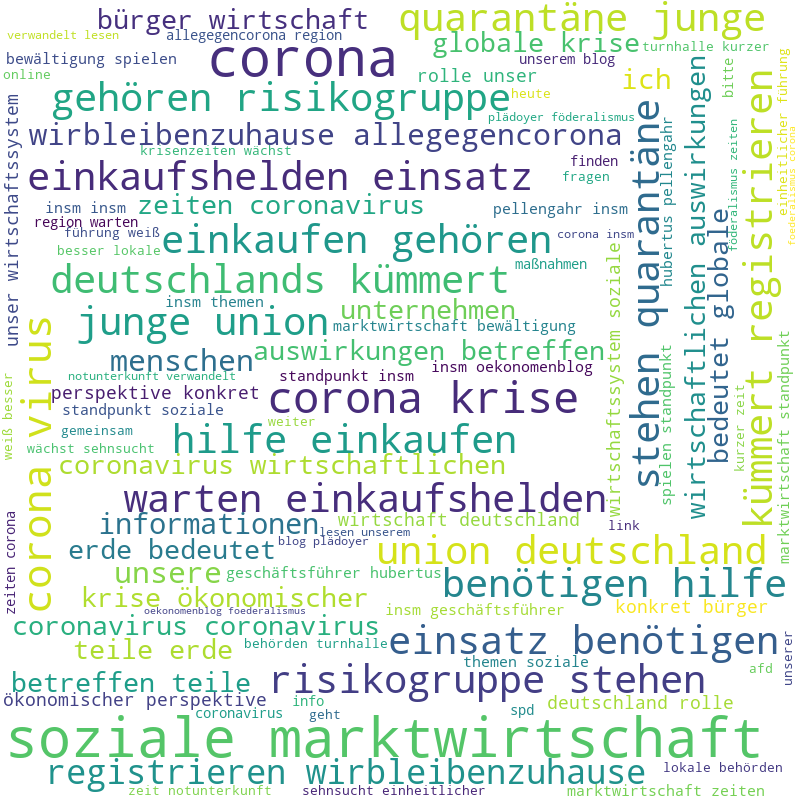 verwandelt lesen
bürger wirtschaft
quarantäne junge
allegegencorona region
corona
globale krise
turnhalle kurzer
bewältigung spielen
unserem blog
online
rolle unser
ich
bitte
gehören risikogruppe
heute
plädoyer föderalismus
wirbleibenzuhause allegegencorona
krisenzeiten wächst
finden
einkaufshelden einsatz
fragen
insm insm
zeiten coronavirus
pellengahr insm
region warten
führung weiß
einkaufen gehören
corona insm
besser lokale
deutschlands kümmert
maßnahmen
insm themen
unternehmen
junge union
marktwirtschaft bewältigung
menschen
auswirkungen betreffen
insm oekonomenblog
notunterkunft verwandelt
standpunkt insm
perspektive konkret
corona krise
standpunkt soziale
weiter
gemeinsam
hilfe einkaufen
wächst sehnsucht
coronavirus wirtschaftlichen
warten einkaufshelden
informationen
wirtschaft deutschland
link
lesen unserem
erde bedeutet
blog plädoyer
union deutschland
unsere
geschäftsführer hubertus
benötigen hilfe
krise ökonomischer
oekonomenblog foederalismus
insm geschäftsführer
konkret bürger
coronavirus coronavirus
einsatz benötigen
teile erde
behörden turnhalle
themen soziale
afd
betreffen teile
risikogruppe stehen
ökonomischer perspektive
info
deutschland rolle
coronavirus
geht
spd
soziale marktwirtschaft
registrieren wirbleibenzuhause
lokale behörden
zeit notunterkunft
sehnsucht einheitlicher
marktwirtschaft zeiten
unser wirtschaftssystem
corona virus
weiß besser
zeiten corona
wirtschaftssystem soziale
stehen quarantäne
hubertus pellengahr
spielen standpunkt
wirtschaftlichen auswirkungen
bedeutet globale
föderalismus zeiten
kurzer zeit
kümmert registrieren
einheitlicher führung
foederalismus corona
marktwirtschaft standpunkt
unserer